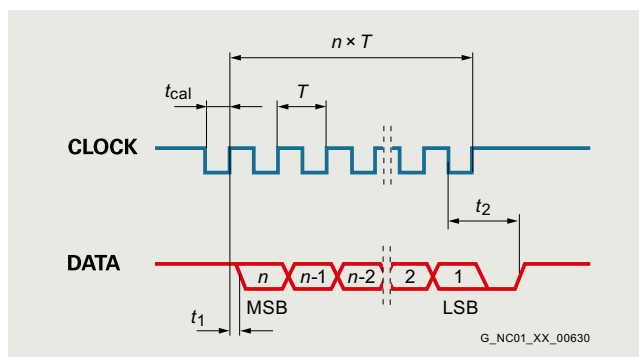 n × T
tcal
T
CLOCK
t2
DATA
n
n-1
n-2
2
1
MSB
LSB
t1
G_NC01_XX_00630